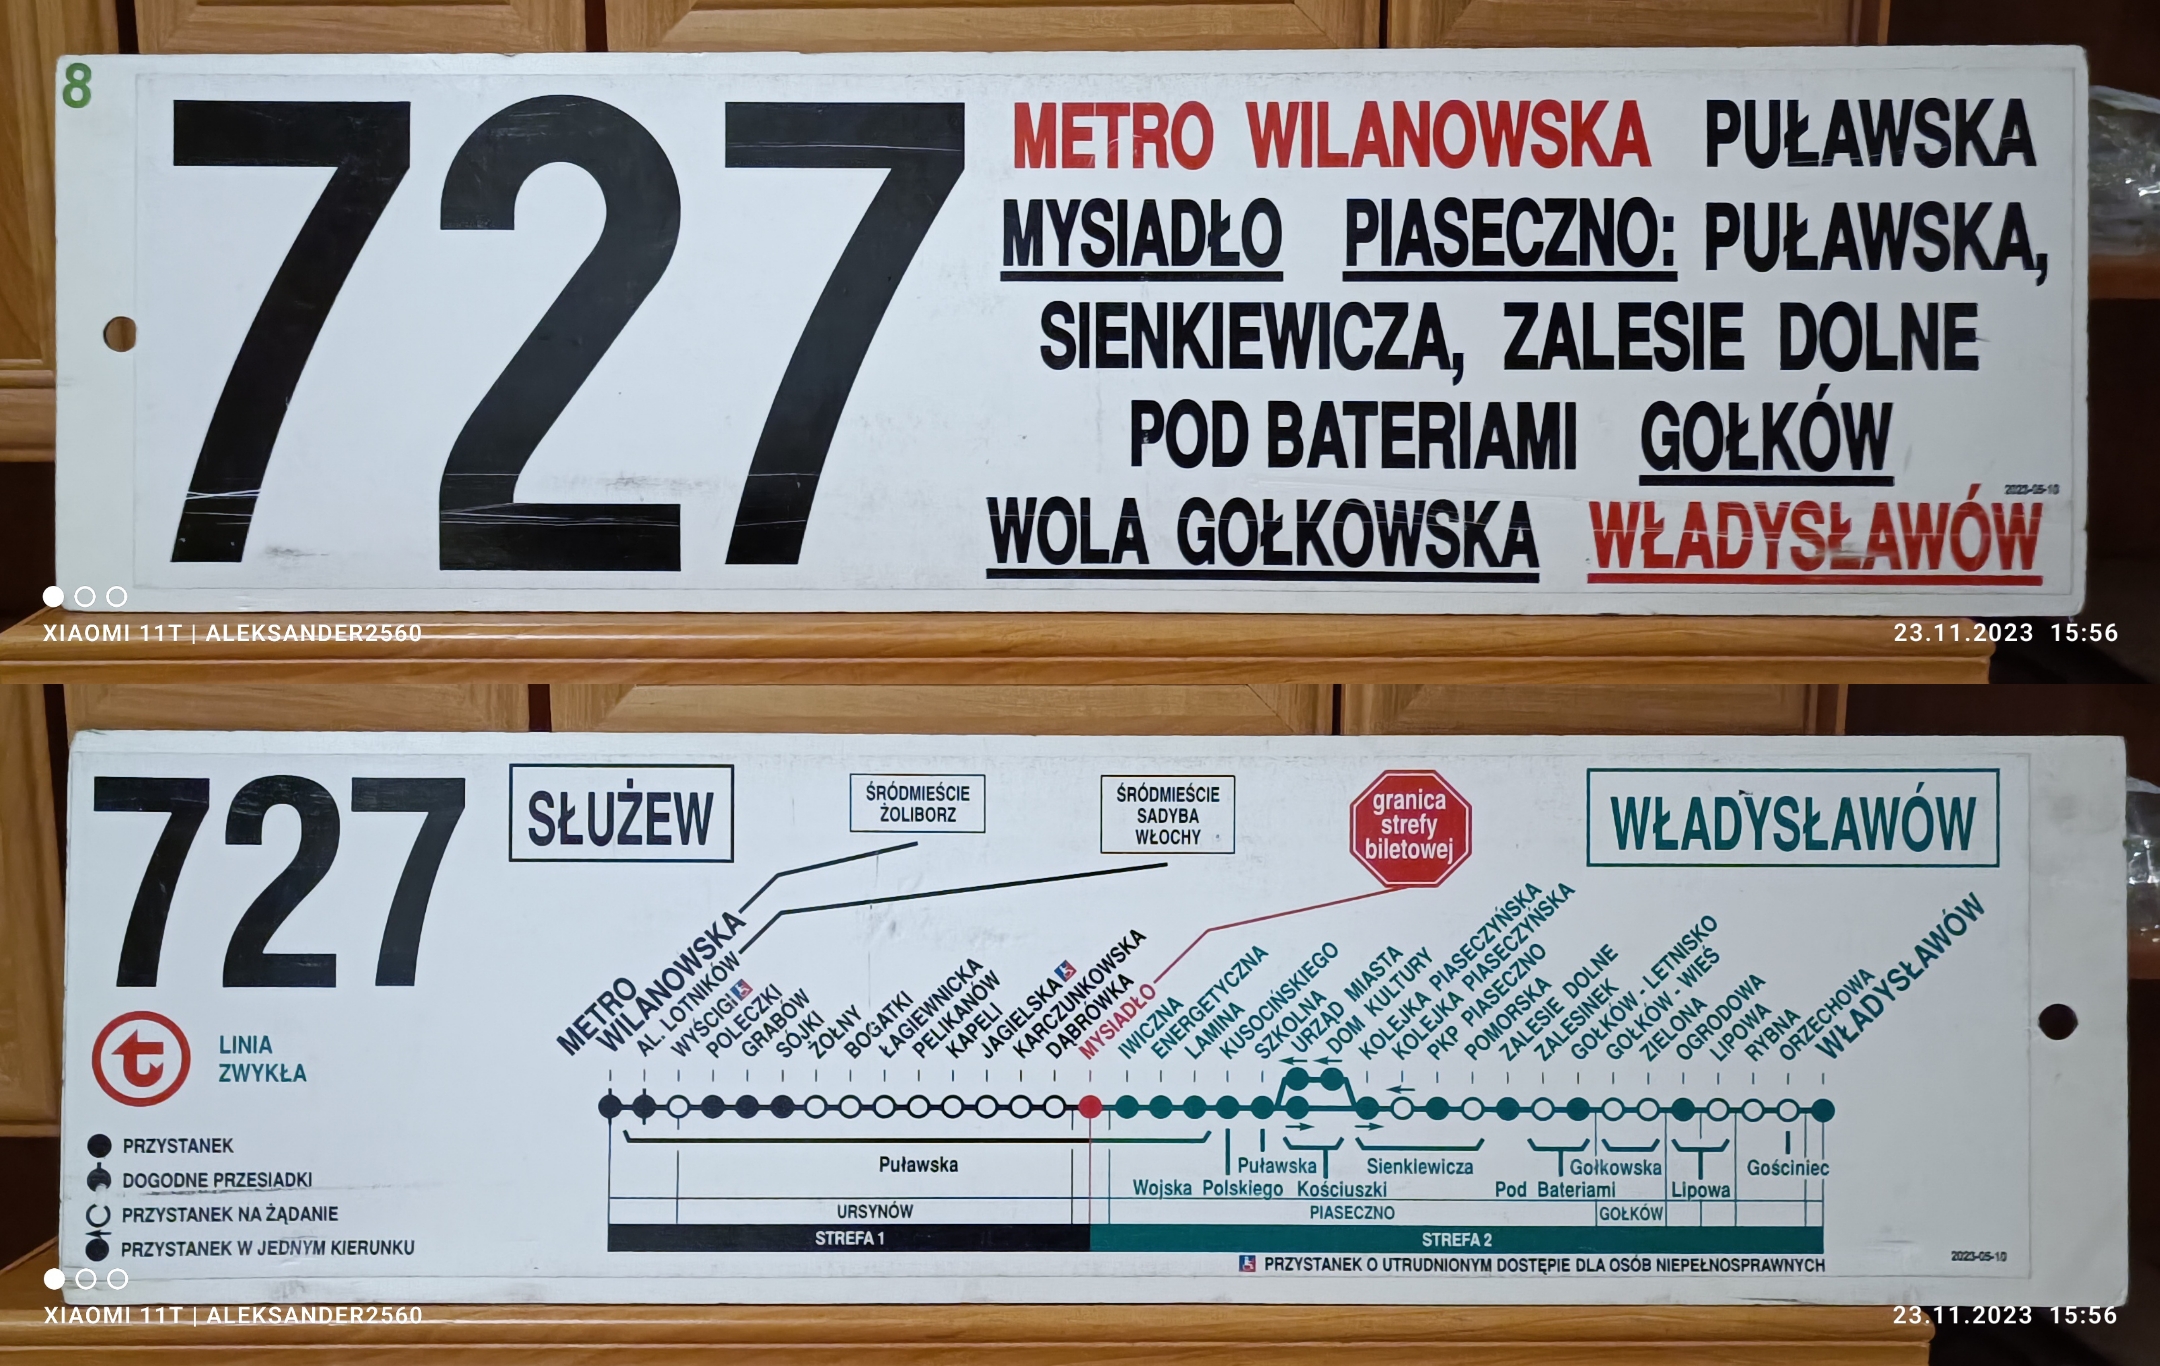 8
727
METRO WILANOWSKA PUŁAWSKA
MYSIADŁO PIASECZNO: PUŁAWSKA,
SIENKIEWICZA, ZALESIE DOLNE
POD BATERIAMI GOŁKÓW
2023-05-10
WOLA GOŁKOWSKA WŁADYSŁAWÓW
XIAOMI 11T | ALEKSANDER2560
23.11.2023 15:56
727
SŁUŻEW
ŚRÓDMIEŚCIE
ŻOLIBORZ
ŚRÓDMIEŚCIE
SADYBA
WŁOCHY
granica
strefy
biletowej
WŁADYSŁAWÓW
t
LINIA
ZWYKŁA
METRO
WILANOWSKA
AL. LOTNIKÓW
WYŚCIGI
POLECZKI
GRABÓW
SÓJKI
ŻOŁNY
BOGATKI
ŁAGIEWNICKA
PELIKANÓW
KAPELI
JAGIELSKA
KARCZUNKOWSKA
DĄBRÓWKA
MYSIADŁO
IWICZNA
ENERGETYCZNA
LAMINA
KUSOCIŃSKIEGO
SZKOLNA
URZĄD MIASTA
DOM KULTURY
KOLEJKA PIASECZYŃSKA
KOLEJKA PIASECZYŃSKA
PKP PIASECZNO
POMORSKA
ZALESIE DOLNE
ZALESINEK
GOŁKÓW - LETNISKO
GOŁKÓW - WIEŚ
ZIELONA
OGRODOWA
LIPOWA
RYBNA
ORZECHOWA
WŁADYSŁAWÓW
PRZYSTANEK
DOGODNE PRZESIADKI
PRZYSTANEK NA ŻĄDANIE
PRZYSTANEK W JEDNYM KIERUNKU
Puławska
Puławska
Sienkiewicza
Gołkowska
Gościniec
Wojska Polskiego
Kościuszki
Pod Bateriami
Lipowa
URSYNÓW
PIASECZNO
GOŁKÓW
STREFA 1
STREFA 2
PRZYSTANEK O UTRUDNIONYM DOSTĘPIE DLA OSÓB NIEPEŁNOSPRAWNYCH
2023-05-10
XIAOMI 11T | ALEKSANDER2560
23.11.2023 15:56